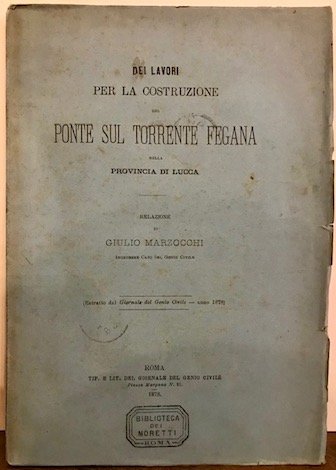 DEI LAVORI
PER LA COSTRUZIONE
DEL
PONTE SUL TORRENTE FEGANA
NELLA
PROVINCIA DI LUCCA
RELAZIONE
DI
GIULIO MARZOCCHI
INGEGNERE CAPO DEL GENIO CIVILE
(Estratto dal Giornale del Genio Civile — anno 1878)
ROMA
TIP. E LIT. DEL GIORNALE DEL GENIO CIVILE
1878.
BIBLIOTECA
DEI
MORETTI
ROMA